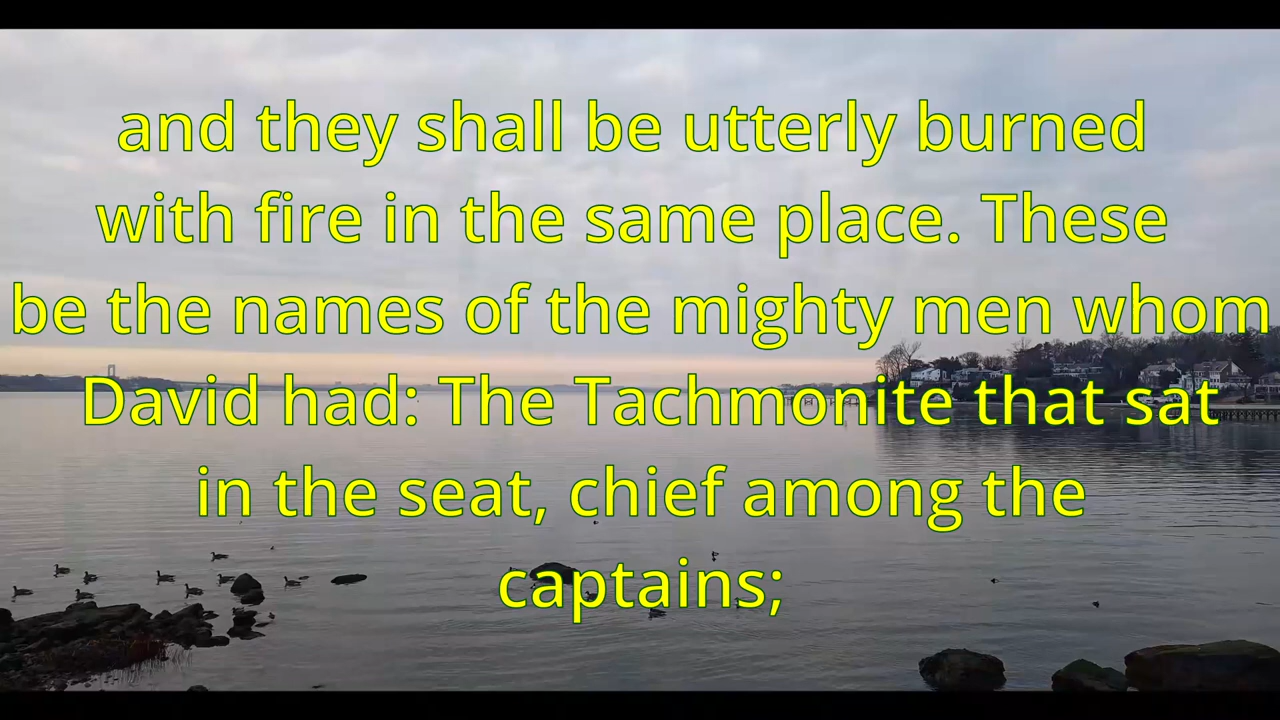 and they shall be utterly burned
with fire in the same place. These
be the names of the mighty men whom
David had: The Tachmonite that sat
in the seat, chief among the
captains;